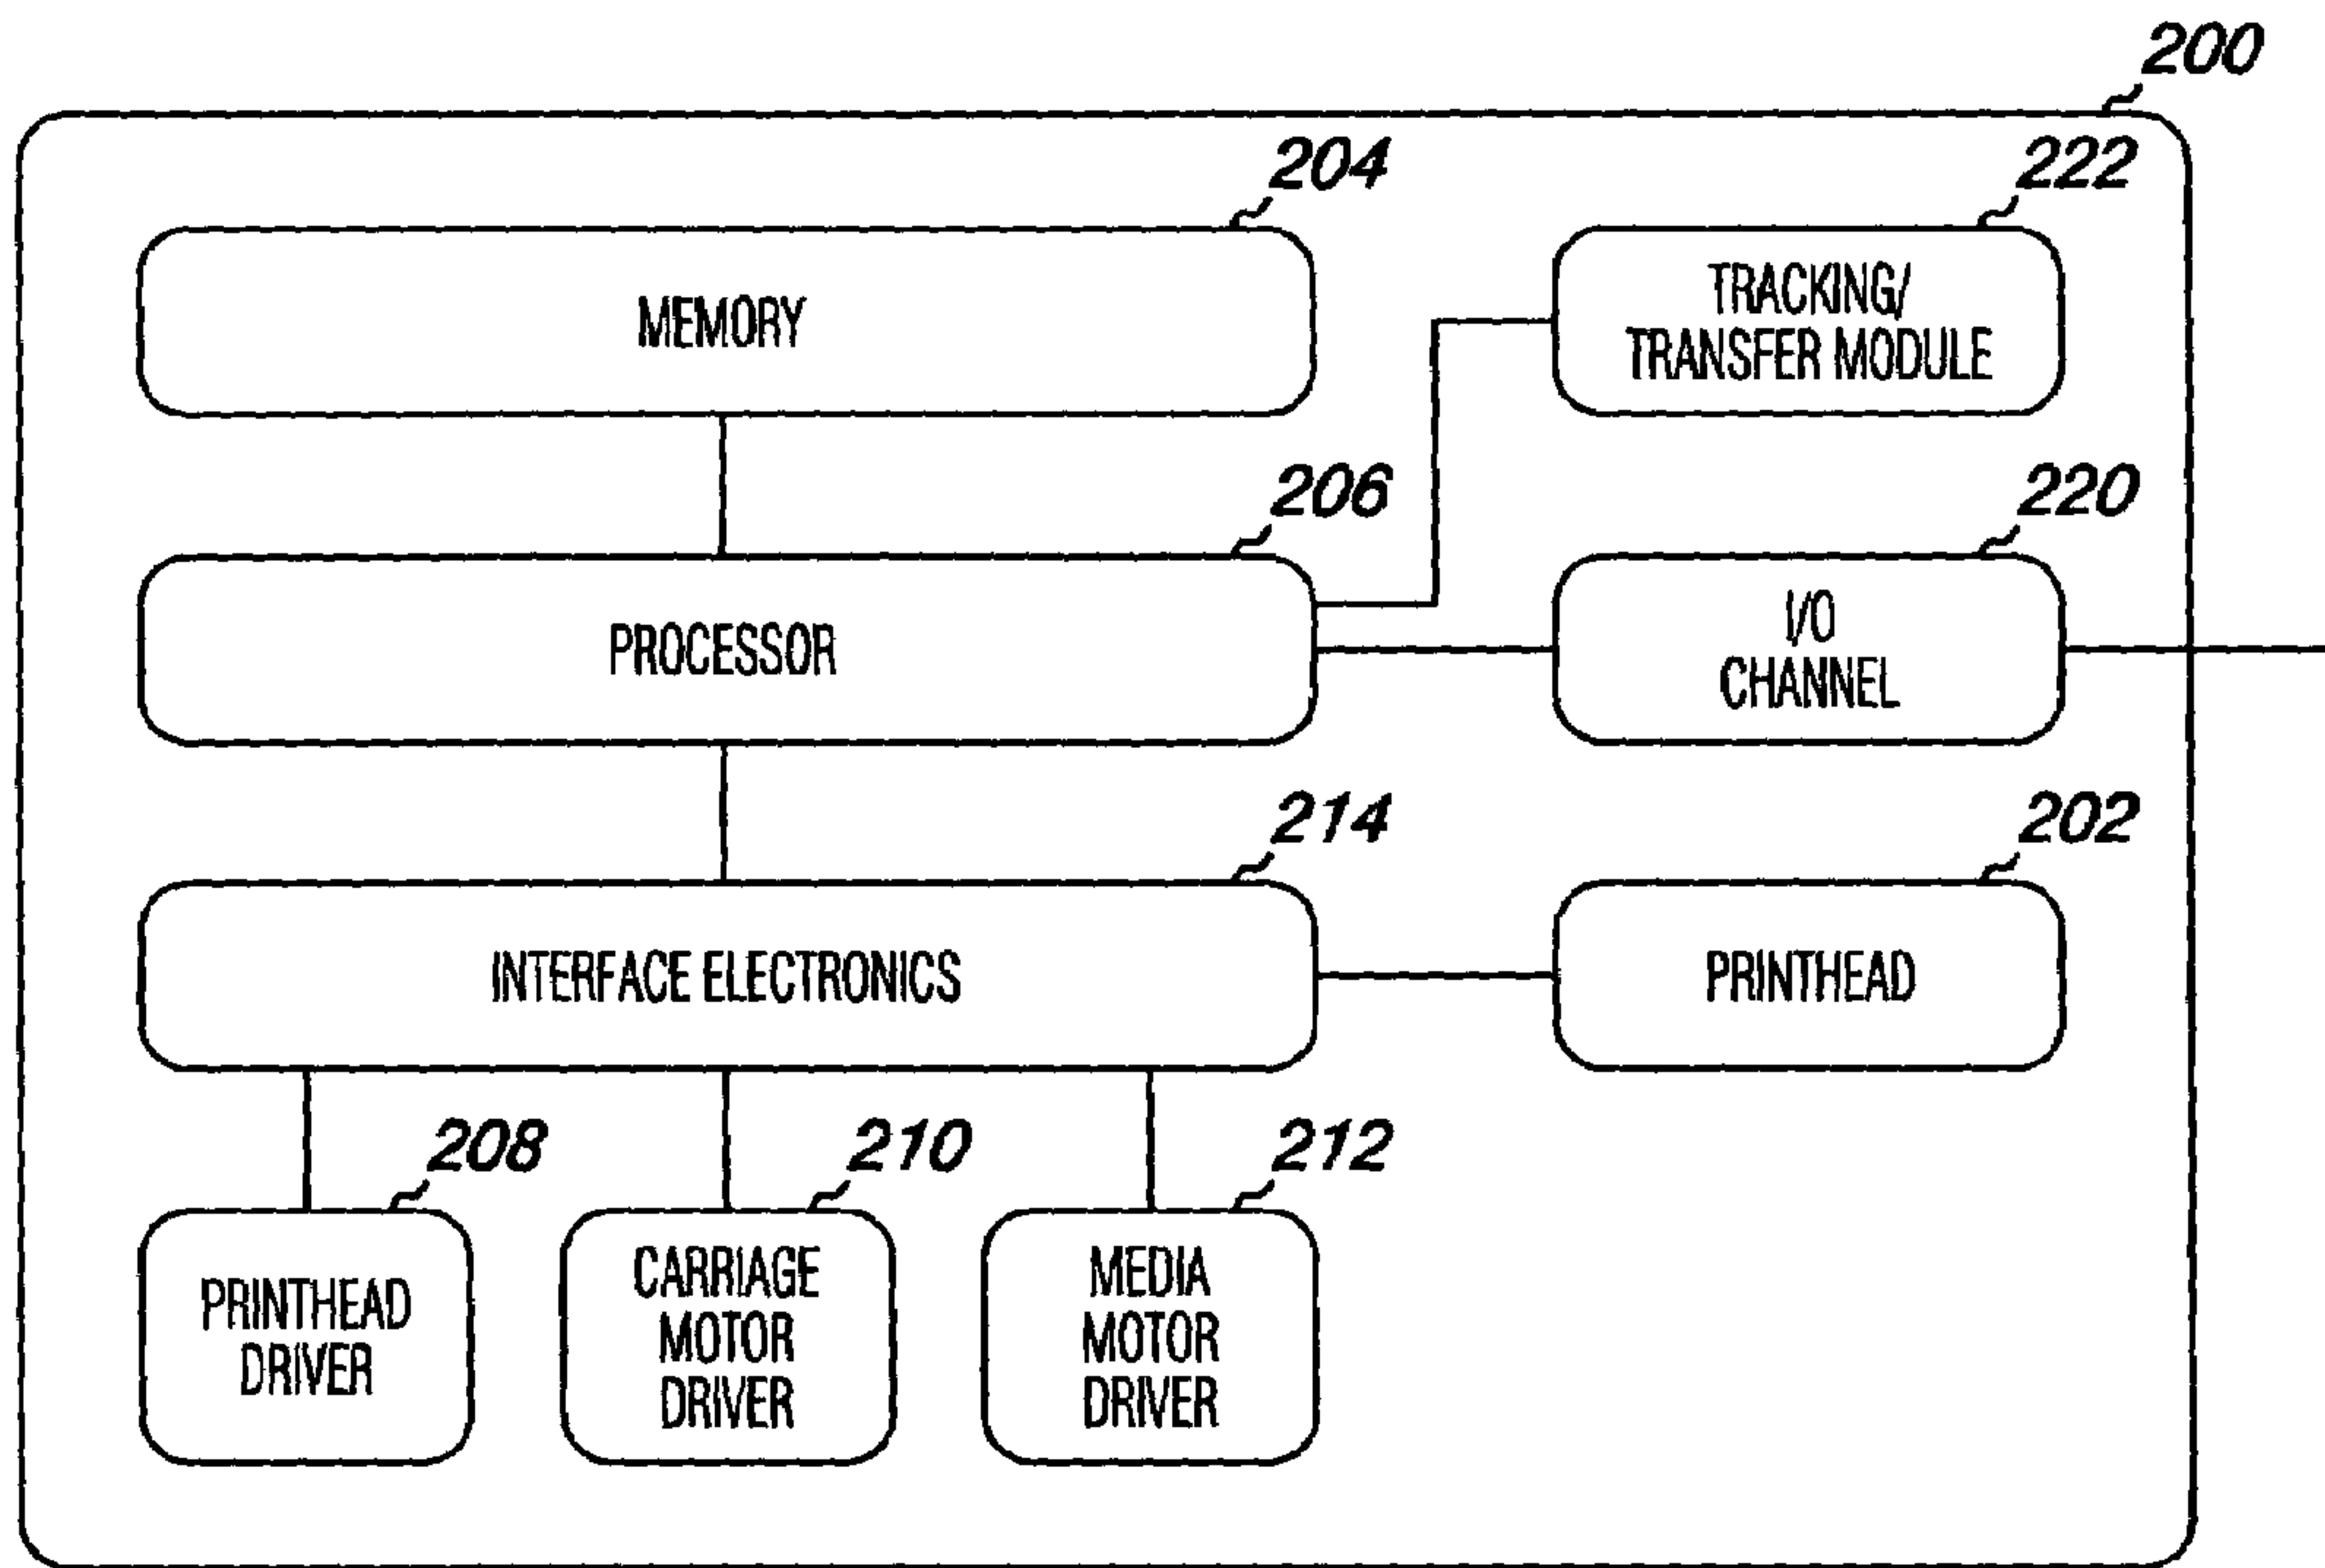 200
204
222
MEMORY
TRACKING/
TRANSFER MODULE
206
220
PROCESSOR
I/O
CHANNEL
214
202
INTERFACE ELECTRONICS
PRINTHEAD
208
210
212
PRINTHEAD
DRIVER
CARRIAGE
MOTOR
DRIVER
MEDIA
MOTOR
DRIVER